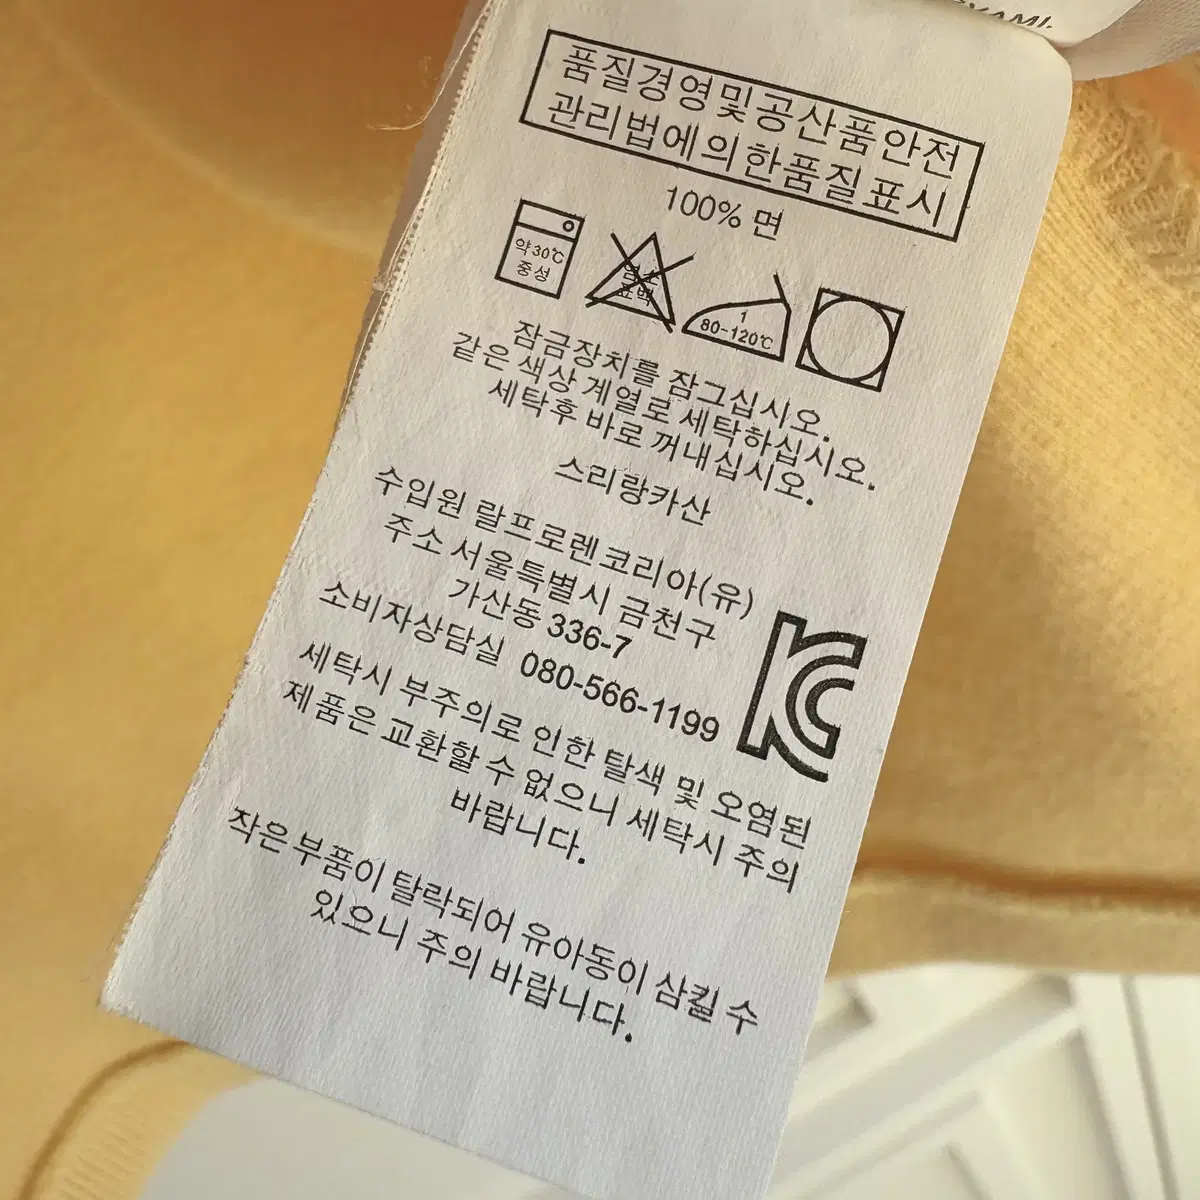 품질경영및공산품안전
관리법에의한품질표시
100% 면
약30℃
중성
염소
표백
1
80-120℃
잠금장치를 잠그십시오.
같은 색상 계열로 세탁하십시오.
세탁후 바로 꺼내십시오.
스리랑카산
수입원 랄프로렌코리아(유)
주소 서울특별시 금천구
가산동 336-7
소비자상담실 080-566-1199
세탁시 부주의로 인한 탈색 및 오염된
제품은 교환할 수 없으니 세탁시 주의
바랍니다.
작은부품이 탈락되어 유아동이 삼킬 수
있으니 주의 바랍니다.